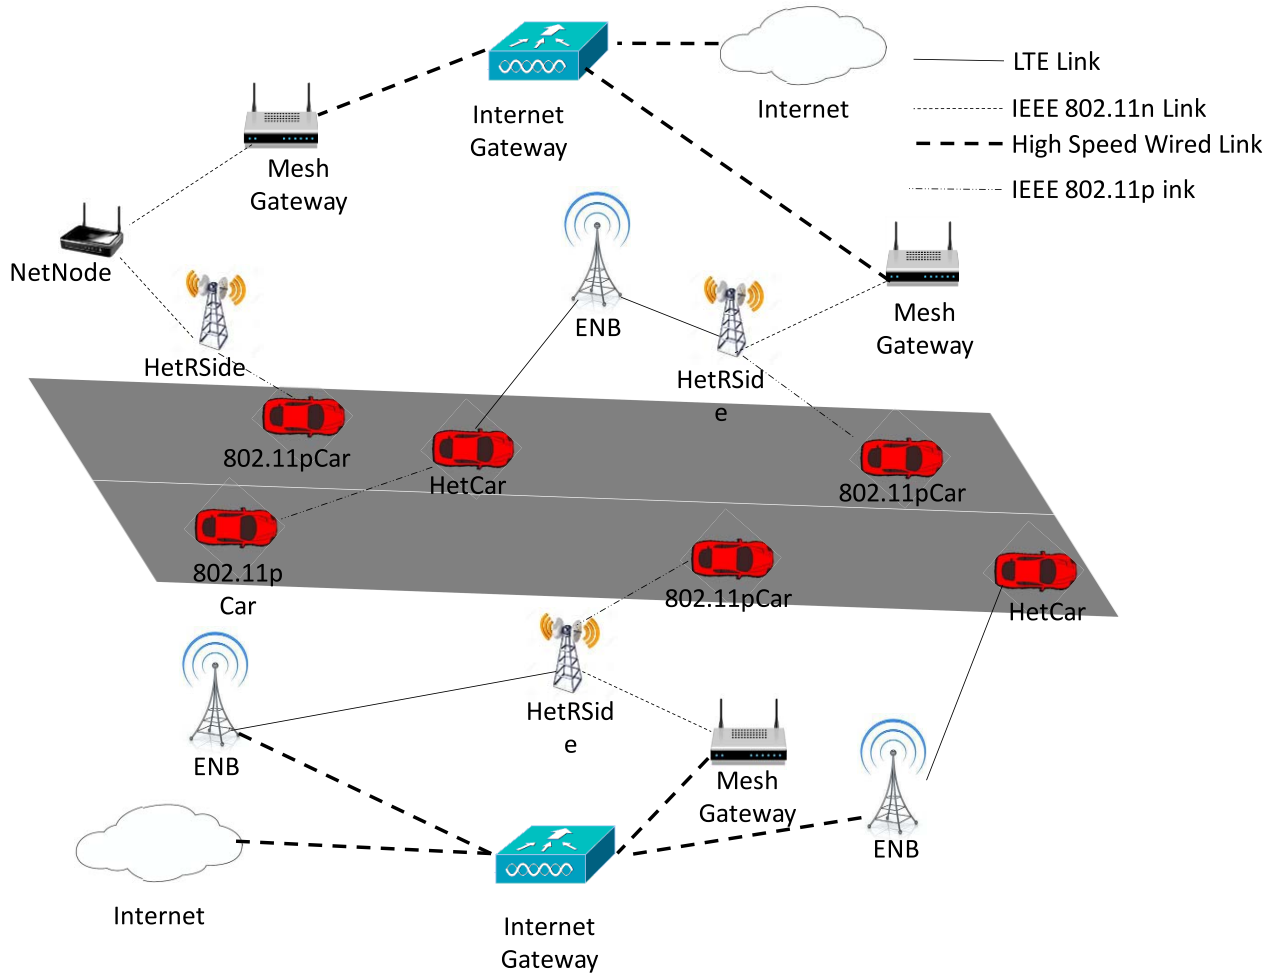 Internet
Gateway
Internet
LTE Link
IEEE 802.11n Link
High Speed Wired Link
IEEE 802.11p ink
Mesh
Gateway
NetNode
HetRSide
ENB
HetRSid
e
Mesh
Gateway
802.11pCar
HetCar
802.11pCar
802.11p
Car
802.11pCar
HetCar
ENB
HetRSid
e
Mesh
Gateway
ENB
Internet
Internet
Gateway